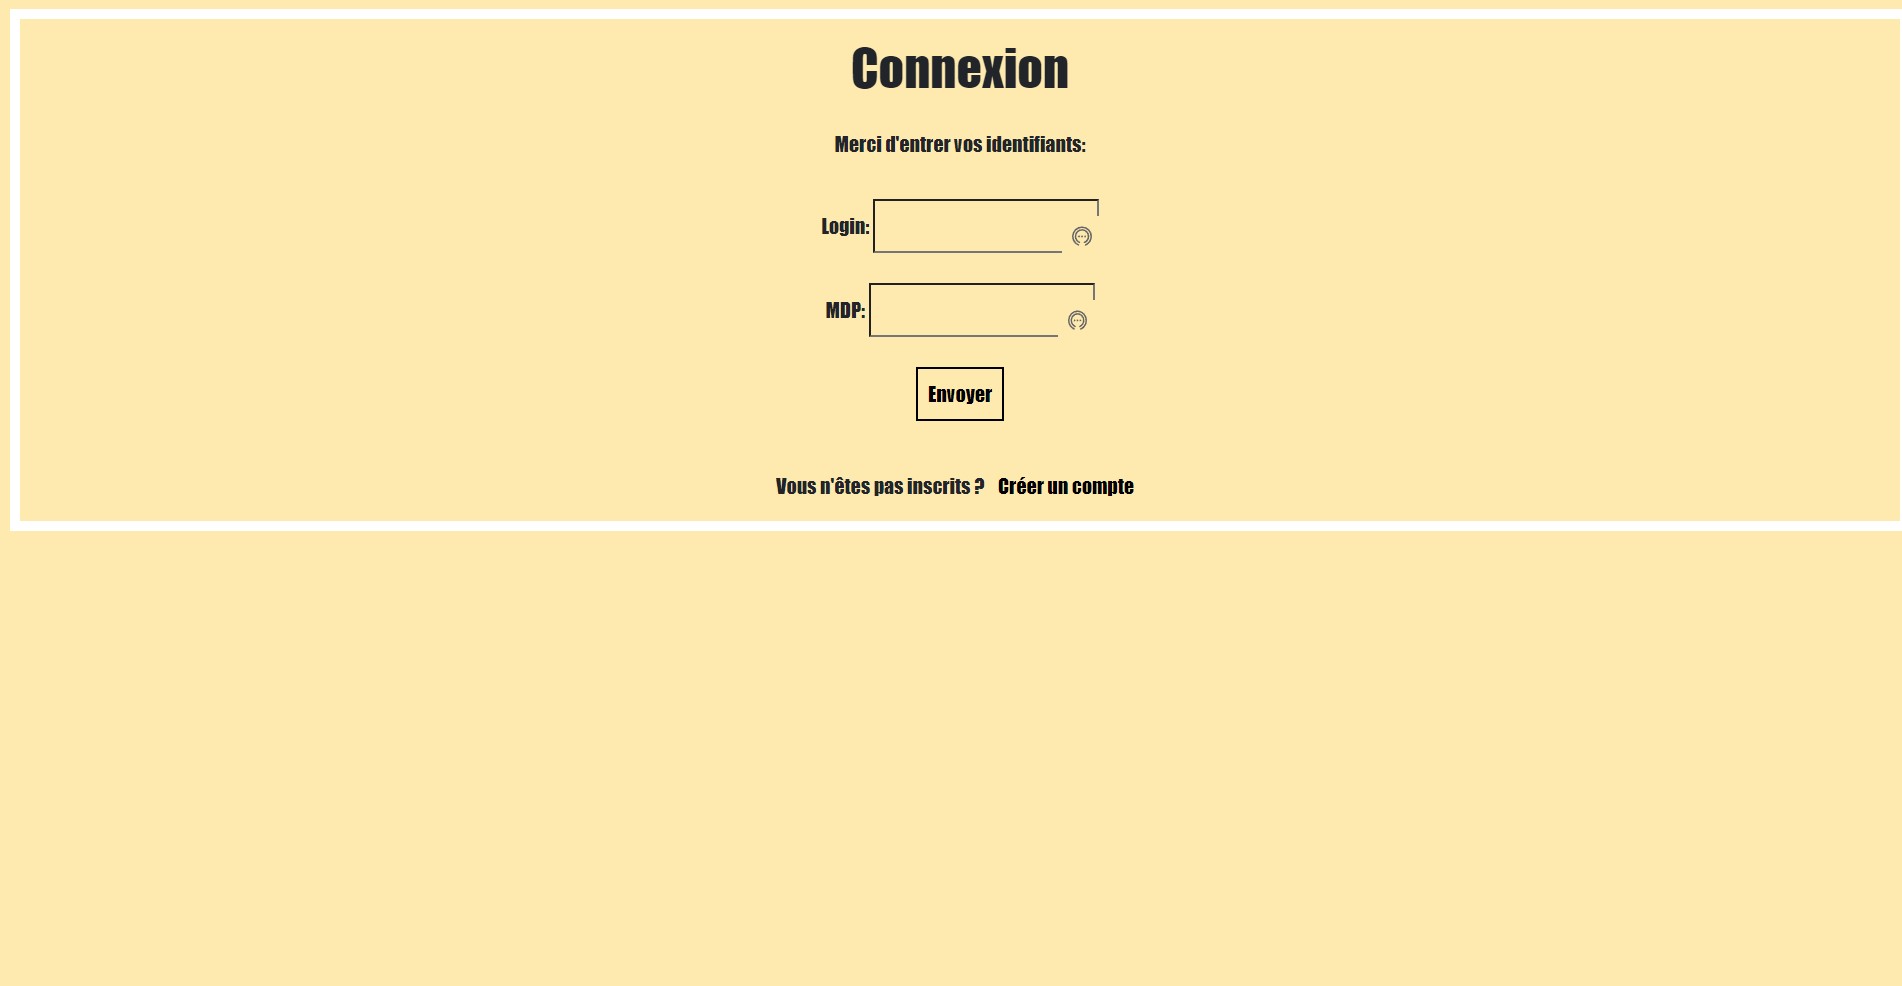 Connexion
Merci d'entrer vos identifiants:
Login:
MDP:
Envoyer
Vous n'êtes pas inscrits ? Créer un compte